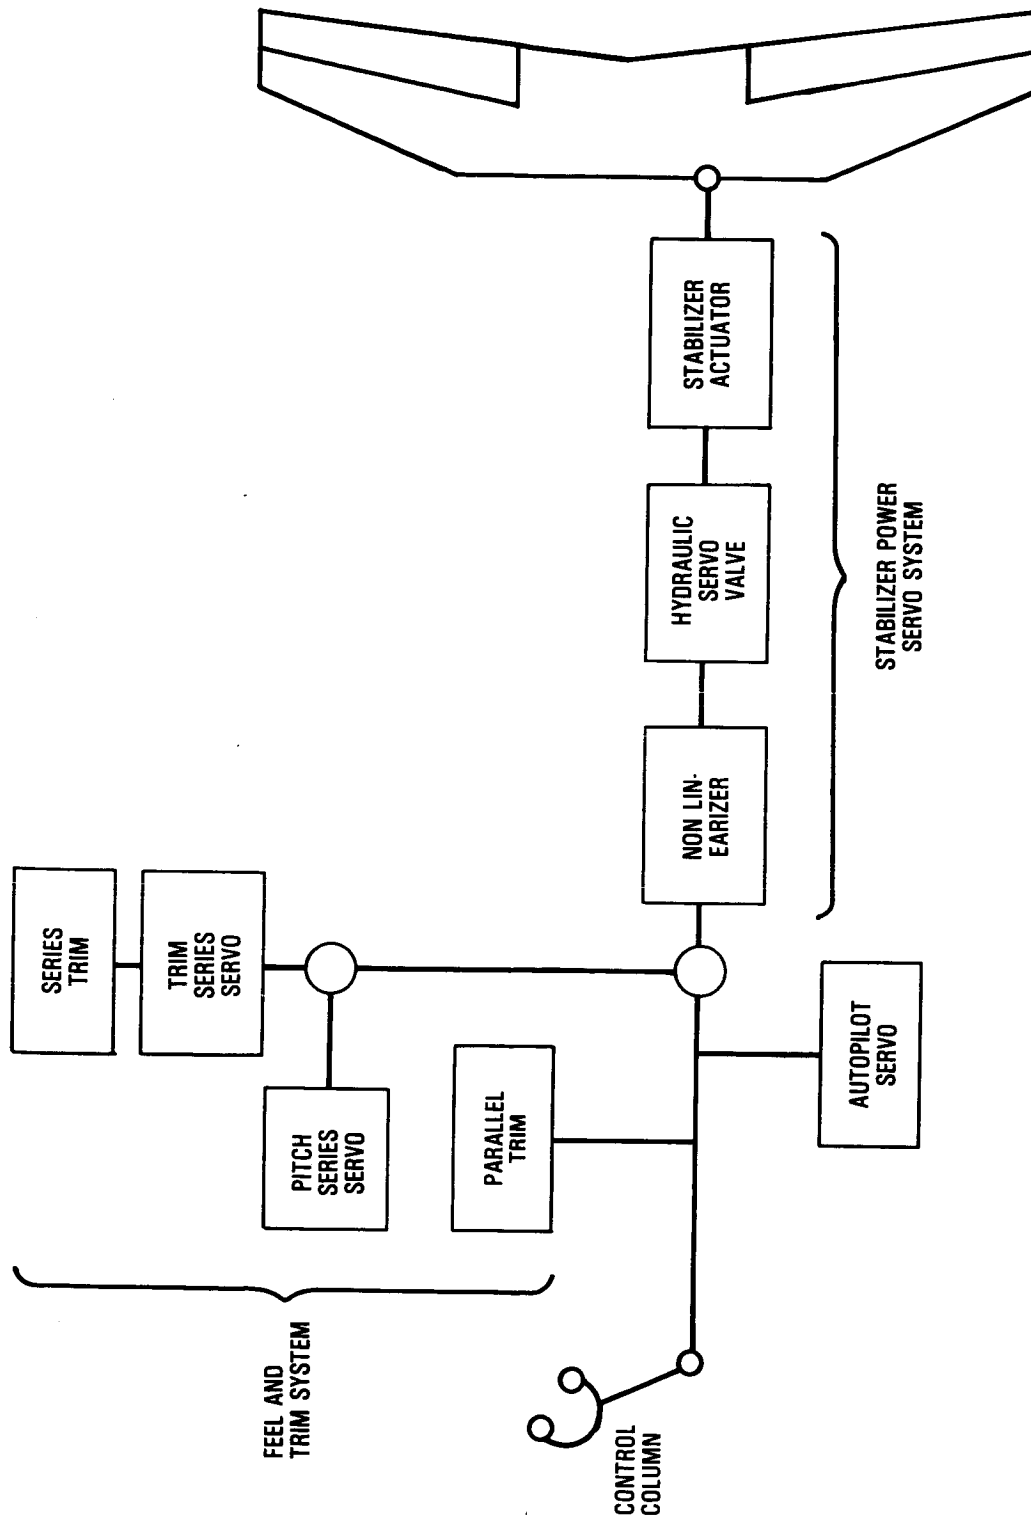 SERIES
TRIM
TRIM
SERIES
SERVO
PITCH
SERIES
SERVO
PARALLEL
TRIM
FEEL AND
TRIM SYSTEM
CONTROL
COLUMN
AUTOPILOT
SERVO
NON LIN-
EARIZER
HYDRAULIC
SERVO
VALVE
STABILIZER
ACTUATOR
STABILIZER POWER
SERVO SYSTEM